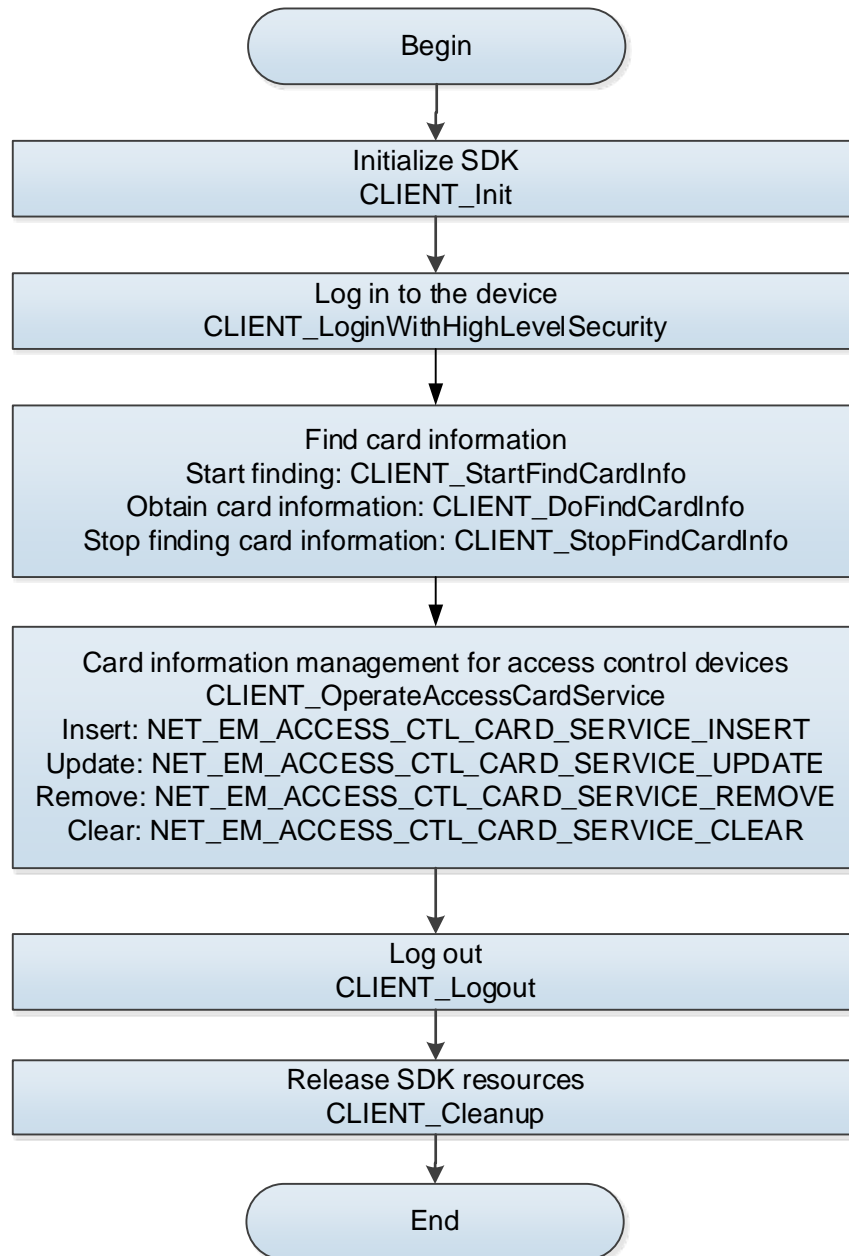 Begin
Initialize SDK
CLIENT_Init
Log in to the device
CLIENT_LoginWithHighLevelSecurity
Find card information
Start finding: CLIENT_StartFindCardInfo
Obtain card information: CLIENT_DoFindCardInfo
Stop finding card information: CLIENT_StopFindCardInfo
Card information management for access control devices
CLIENT_OperateAccessCardService
Insert: NET_EM_ACCESS_CTL_CARD_SERVICE_INSERT
Update: NET_EM_ACCESS_CTL_CARD_SERVICE_UPDATE
Remove: NET_EM_ACCESS_CTL_CARD_SERVICE_REMOVE
Clear: NET_EM_ACCESS_CTL_CARD_SERVICE_CLEAR
Log out
CLIENT_Logout
Release SDK resources
CLIENT_Cleanup
End